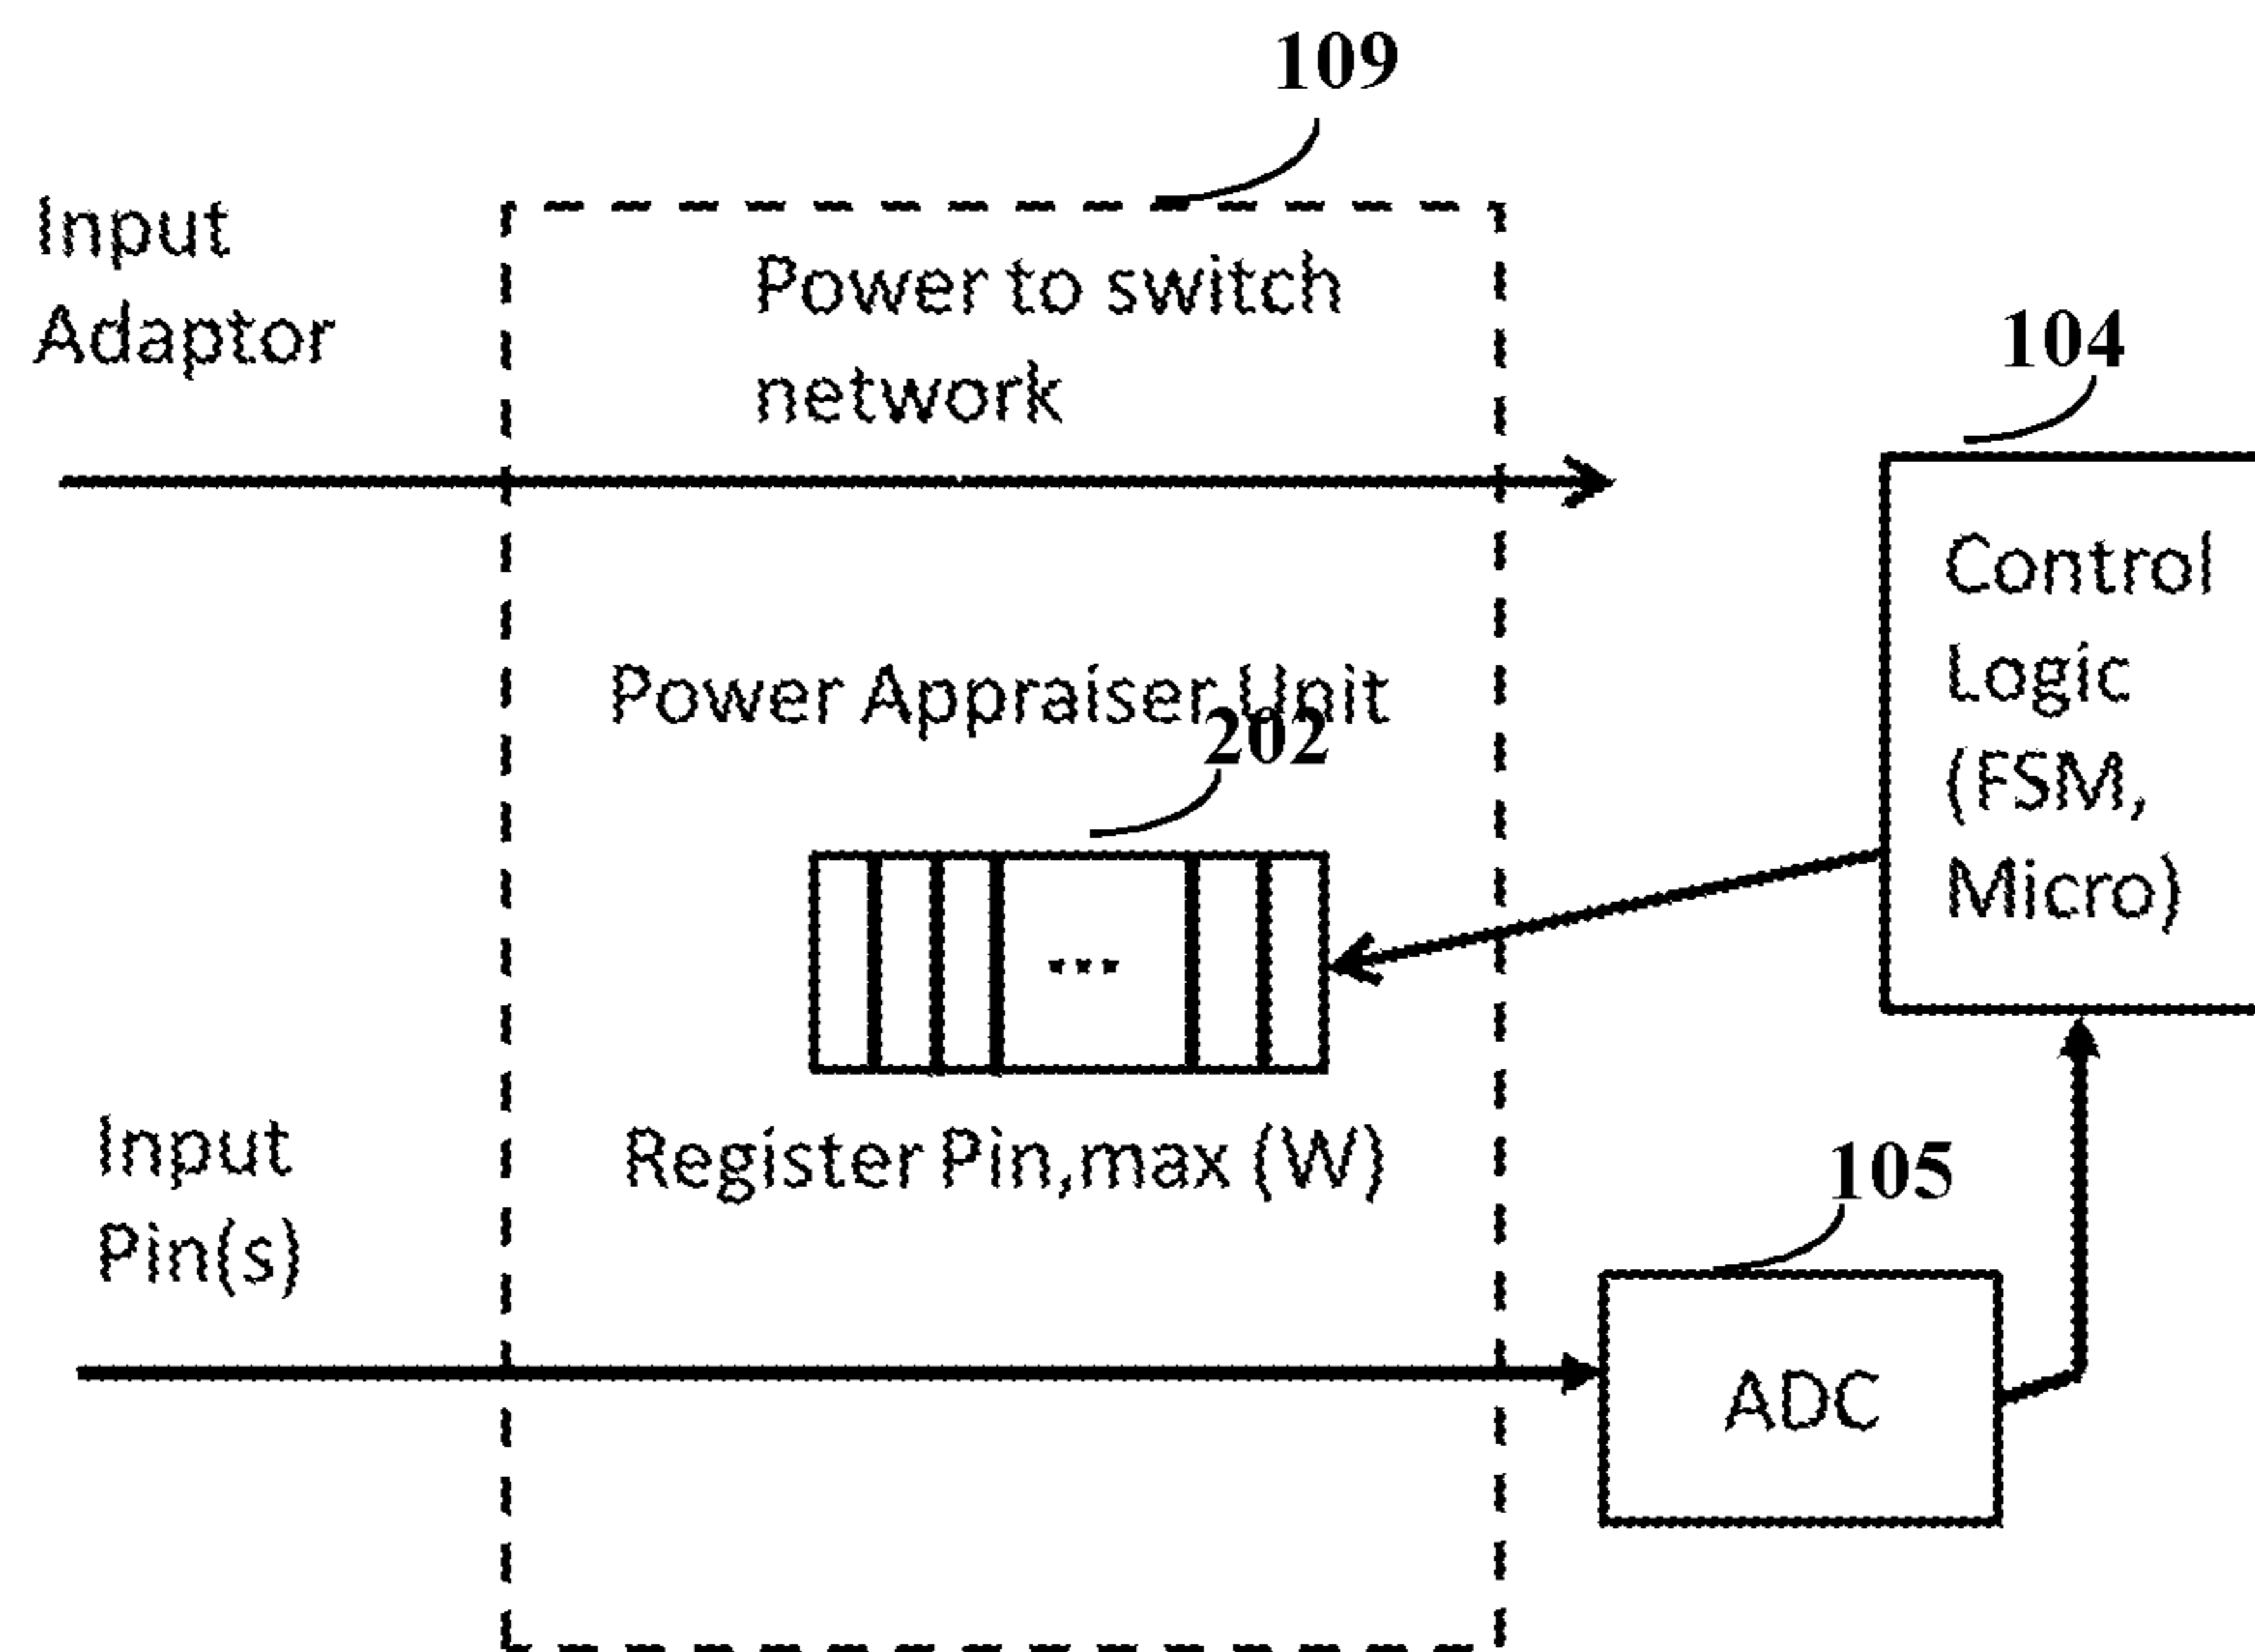 109
Input
Adaptor
Power to switch
network
104
Control
Logic
(FSM,
Micro)
Power Appraiser Unit
202
...
Register Pin,max (W)
Input
Pin(s)
105
ADC